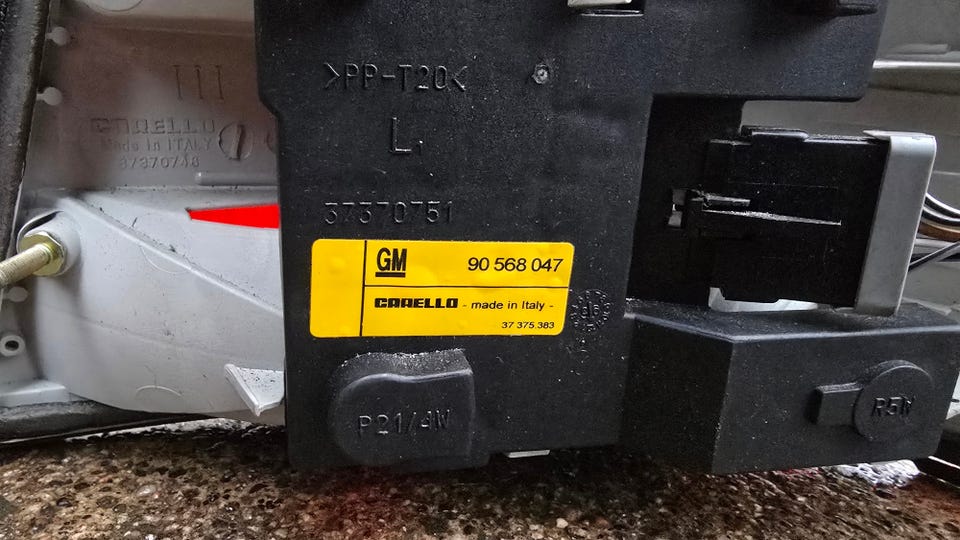 >PP-T20<
III
CARELLO
Made in ITALY
37370748
L.
37370751
GM 90 568 047
CARELLO - made in Italy -
37 375.383
P21/4W
R5W